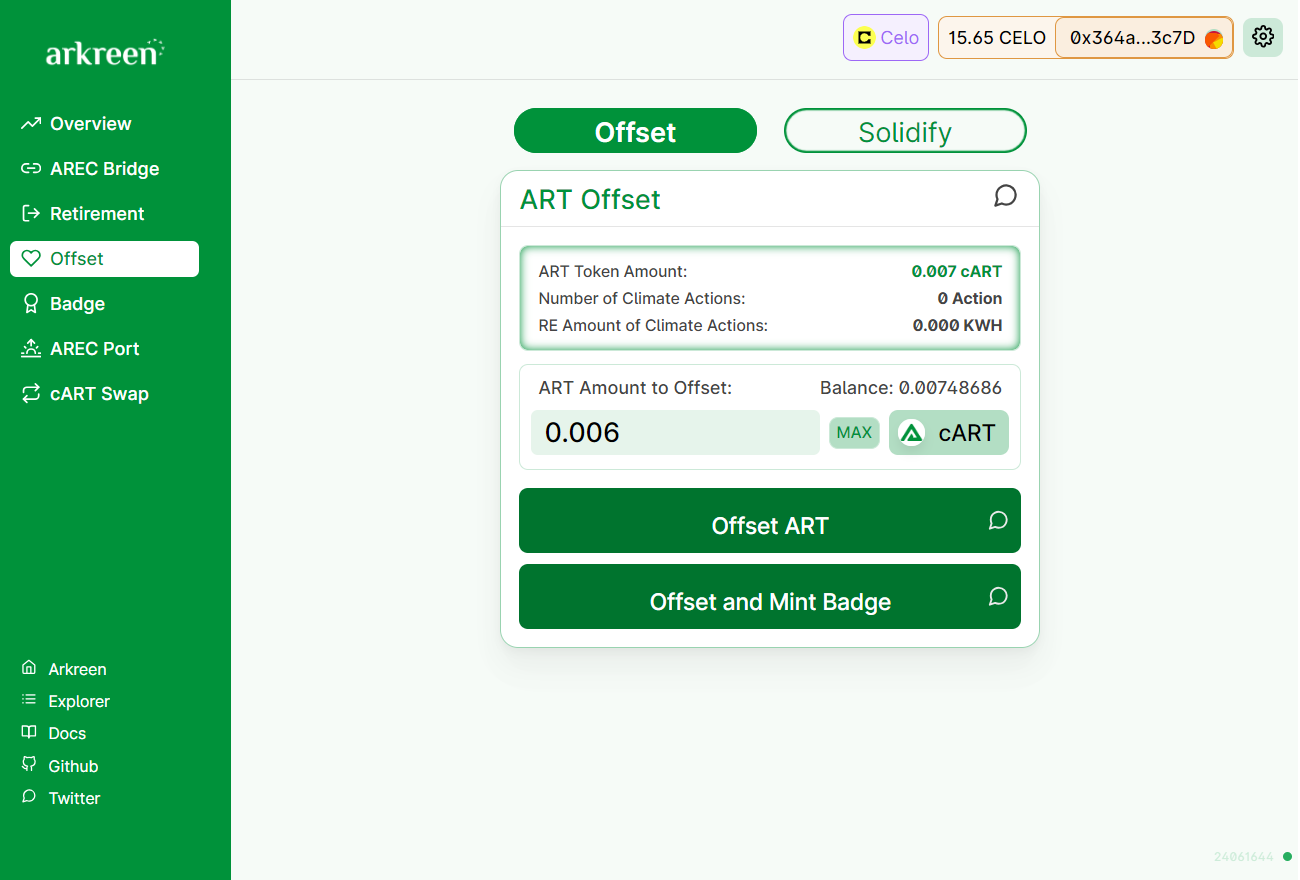 arkreen
Celo
15.65 CELO
0x364a...3c7D
Overview
AREC Bridge
Retirement
Offset
Badge
AREC Port
cART Swap
Arkreen
Explorer
Docs
Github
Twitter
Offset
Solidify
ART Offset
ART Token Amount: 0.007 cART
Number of Climate Actions: 0 Action
RE Amount of Climate Actions: 0.000 KWH
ART Amount to Offset: Balance: 0.00748686
0.006 MAX cART
Offset ART
Offset and Mint Badge
24061644